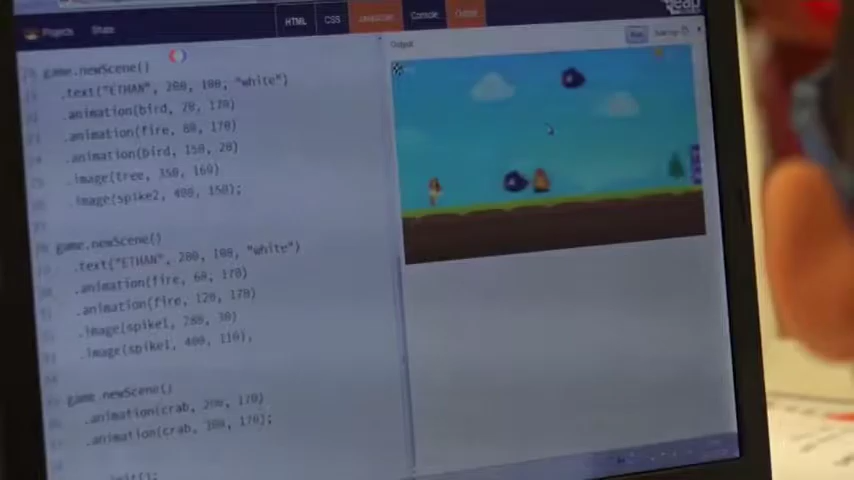 Projects Share HTML CSS Console
Output
game.newScene()
.text("ETHAN", 200, 100, "white")
.animation(bird, 20, 170)
.animation(fire, 60, 170)
.animation(bird, 150, 20)
.image(tree, 350, 160)
.image(spike2, 400, 150);
game.newScene()
.text("ETHAN", 200, 100, "white")
.animation(fire, 60, 170)
.animation(fire, 120, 170)
.image(spike1, 280, 30)
.image(spike1, 400, 110),
game newScene()
.animation(crab, 200, 170)
.animation(crab, 300, 170);